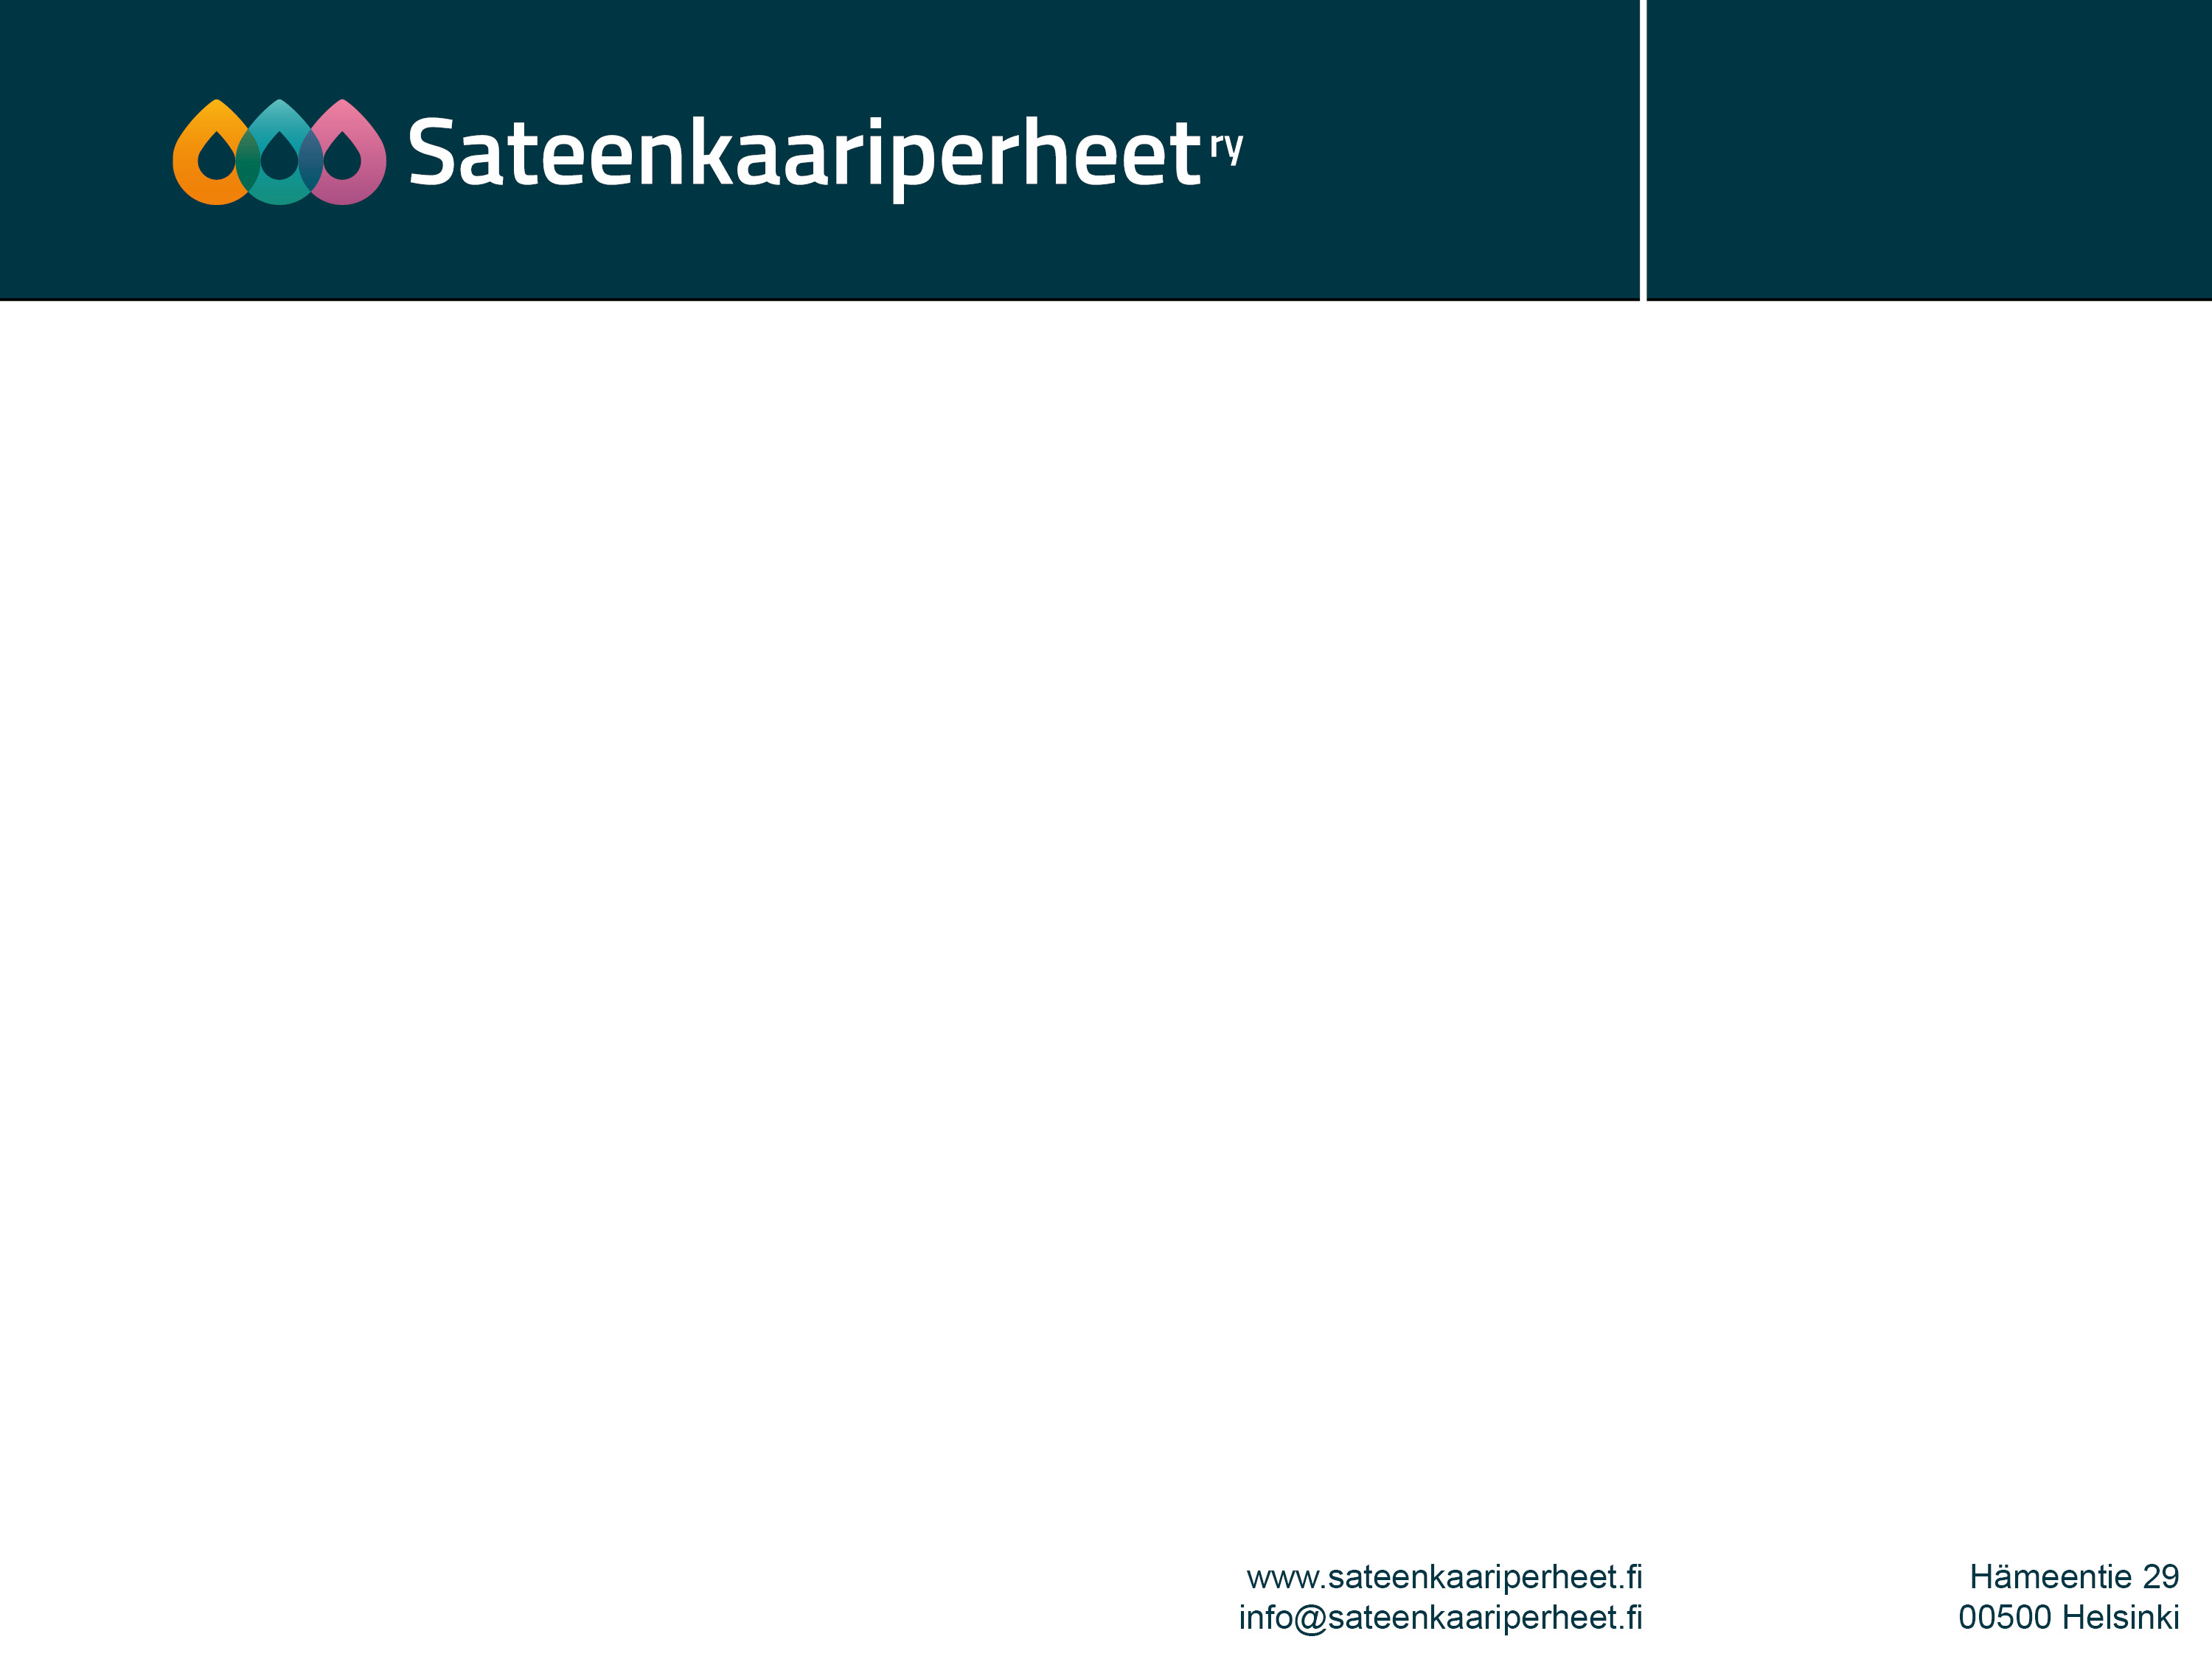 Sateenkaariperheet ry
www.sateenkaariperheet.fi
info@sateenkaariperheet.fi
Hämeentie 29
00500 Helsinki